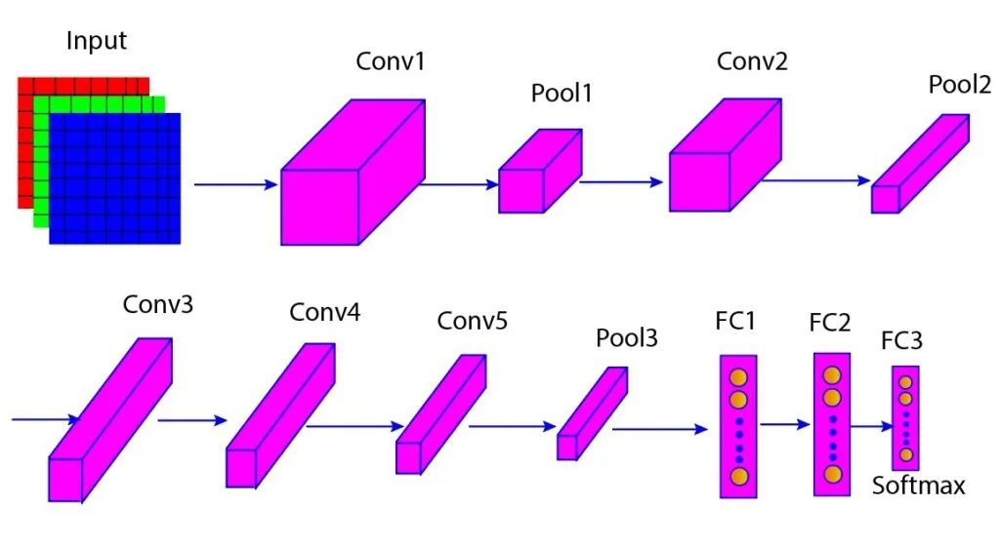 Input
Conv1
Pool1
Conv2
Pool2
Conv3
Conv4
Conv5
Pool3
FC1
FC2
FC3
Softmax